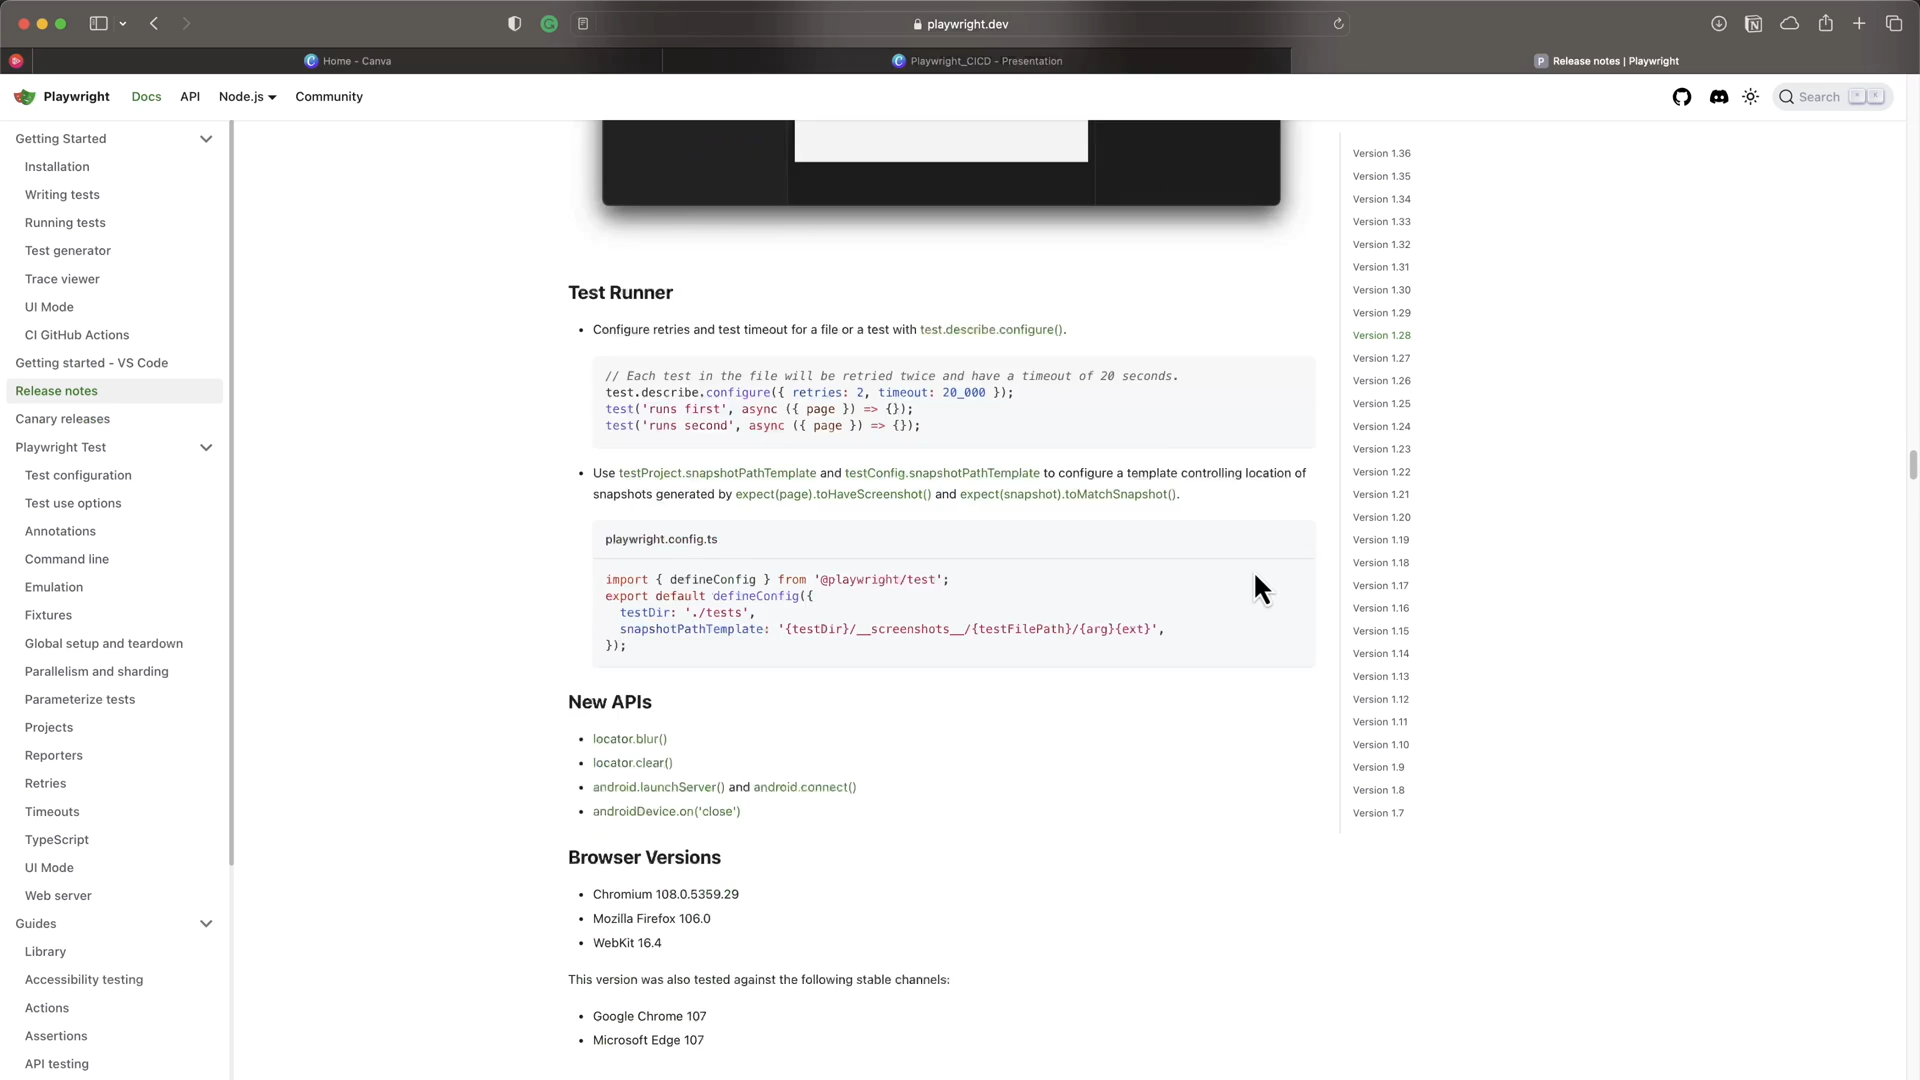 playwright.dev
Home - Canva
Playwright_CICD - Presentation
P
Release notes | Playwright
Playwright
Docs
API
Node.js
Community
Search
Getting Started
Installation
Writing tests
Running tests
Test generator
Trace viewer
UI Mode
CI GitHub Actions
Getting started - VS Code
Release notes
Canary releases
Playwright Test
Test configuration
Test use options
Annotations
Command line
Emulation
Fixtures
Global setup and teardown
Parallelism and sharding
Parameterize tests
Projects
Reporters
Retries
Timeouts
TypeScript
UI Mode
Web server
Guides
Library
Accessibility testing
Actions
Assertions
API testing
Test Runner
• Configure retries and test timeout for a file or a test with test.describe.configure().
// Each test in the file will be retried twice and have a timeout of 20 seconds.
test.describe.configure({ retries: 2, timeout: 20_000 });
test('runs first', async ({ page }) => {});
test('runs second', async ({ page }) => {});
• Use testProject.snapshotPathTemplate and testConfig.snapshotPathTemplate to configure a template controlling location of
snapshots generated by expect(page).toHaveScreenshot() and expect(snapshot).toMatchSnapshot().
playwright.config.ts
import { defineConfig } from '@playwright/test';
export default defineConfig({
testDir: './tests',
snapshotPathTemplate: '{testDir}/__screenshots__/{testFilePath}/{arg}{ext}',
});
New APIs
• locator.blur()
• locator.clear()
• android.launchServer() and android.connect()
• androidDevice.on('close')
Browser Versions
• Chromium 108.0.5359.29
• Mozilla Firefox 106.0
• WebKit 16.4
This version was also tested against the following stable channels:
• Google Chrome 107
• Microsoft Edge 107
Version 1.36
Version 1.35
Version 1.34
Version 1.33
Version 1.32
Version 1.31
Version 1.30
Version 1.29
Version 1.28
Version 1.27
Version 1.26
Version 1.25
Version 1.24
Version 1.23
Version 1.22
Version 1.21
Version 1.20
Version 1.19
Version 1.18
Version 1.17
Version 1.16
Version 1.15
Version 1.14
Version 1.13
Version 1.12
Version 1.11
Version 1.10
Version 1.9
Version 1.8
Version 1.7